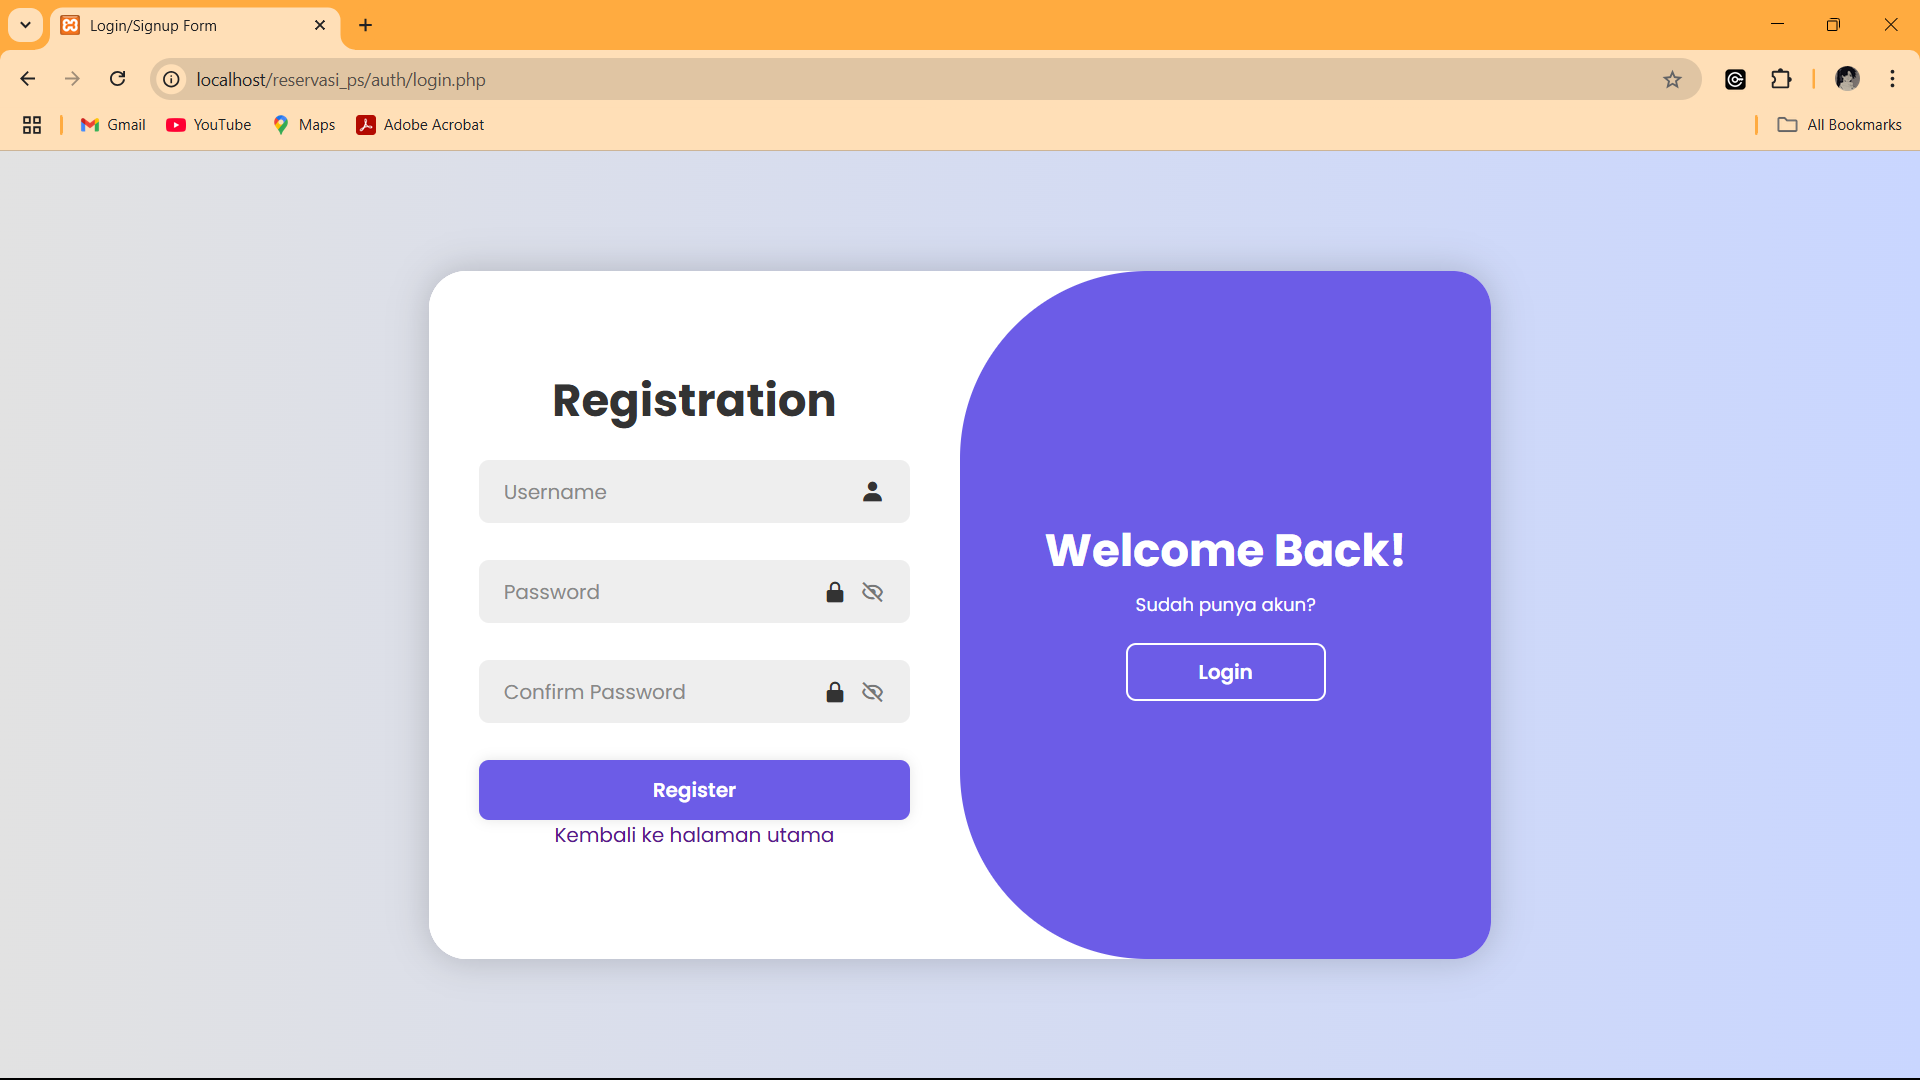 Login/Signup Form
localhost/reservasi_ps/auth/login.php
Gmail
YouTube
Maps
Adobe Acrobat
All Bookmarks
Registration
Username
Password
Confirm Password
Register
Kembali ke halaman utama
Welcome Back!
Sudah punya akun?
Login